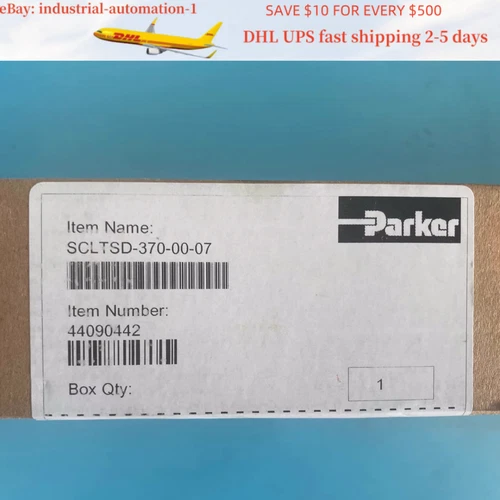 eBay: industrial-automation-1
SAVE $10 FOR EVERY $500
DHL
DHL UPS fast shipping 2-5 days
Parker
Item Name:
SCLTSD-370-00-07
Item Number:
44090442
Box Qty:
1